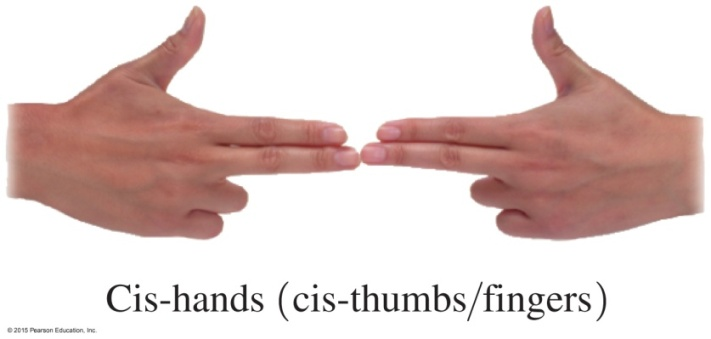 Cis-hands (cis-thumbs/fingers)
© 2015 Pearson Education, Inc.